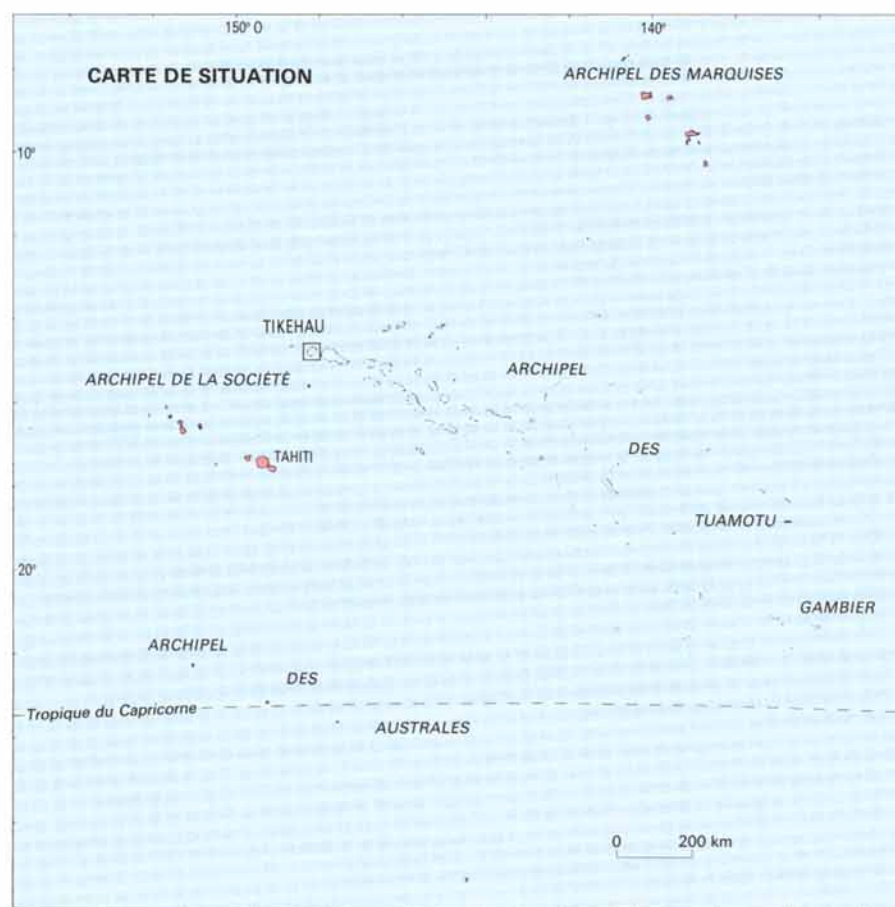 150° O
140°
CARTE DE SITUATION
ARCHIPEL DES MARQUISES
10°
TIKEHAU
ARCHIPEL DE LA SOCIÉTÉ
ARCHIPEL
DES
TAHITI
TUAMOTU –
20°
GAMBIER
ARCHIPEL
DES
Tropique du Capricorne
AUSTRALES
0 200 km